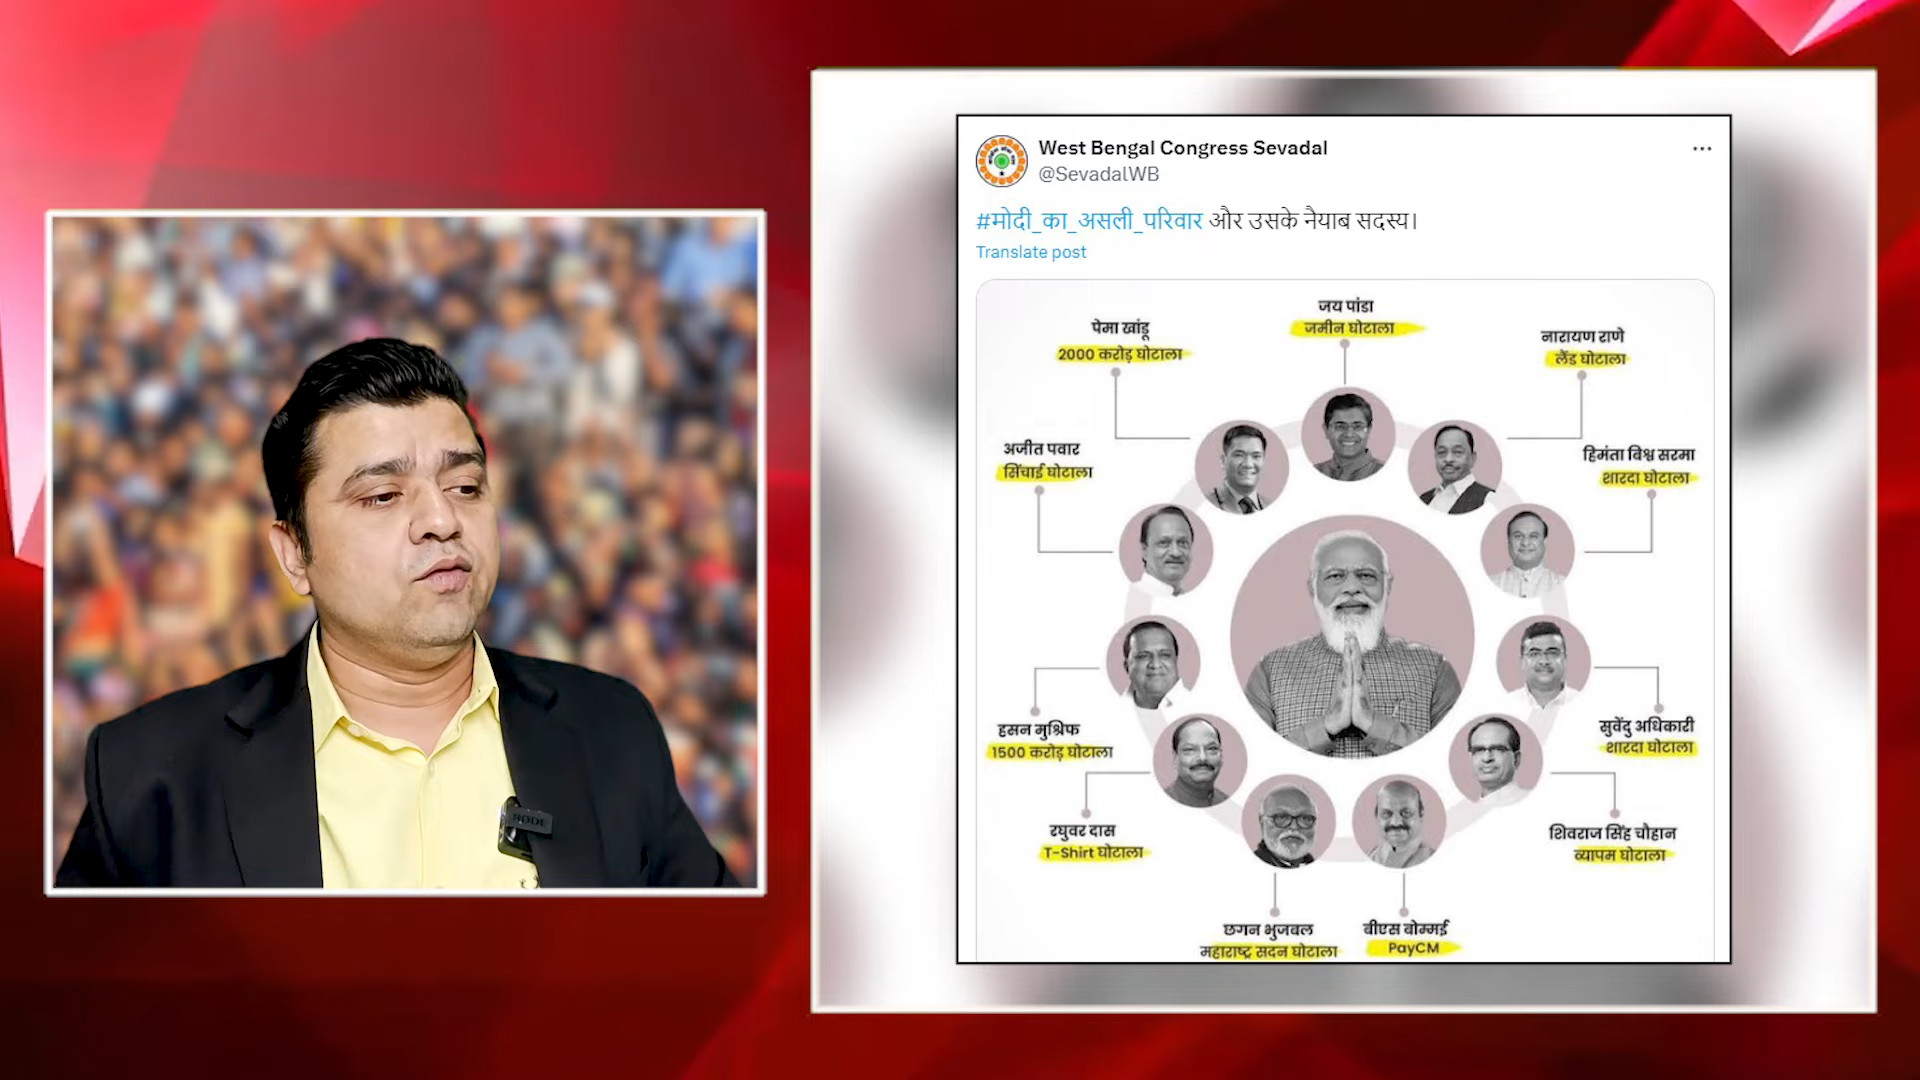 West Bengal Congress Sevadal
@SevadalWB
#मोदी_का_असली_परिवार और उसके नैयाब सदस्य।
Translate post
जय पांडा
जमीन घोटाला
पेमा खांडू
2000 करोड़ घोटाला
नारायण राणे
लैंड घोटाला
अजीत पवार
सिंचाई घोटाला
हिमंता बिश्व सरमा
शारदा घोटाला
हसन मुश्रिफ
1500 करोड़ घोटाला
सुवेंदु अधिकारी
शारदा घोटाला
रघुवर दास
T-Shirt घोटाला
शिवराज सिंह चौहान
व्यापम घोटाला
छगन भुजबल
महाराष्ट्र सदन घोटाला
बीएस बोम्मई
PayCM
RODE